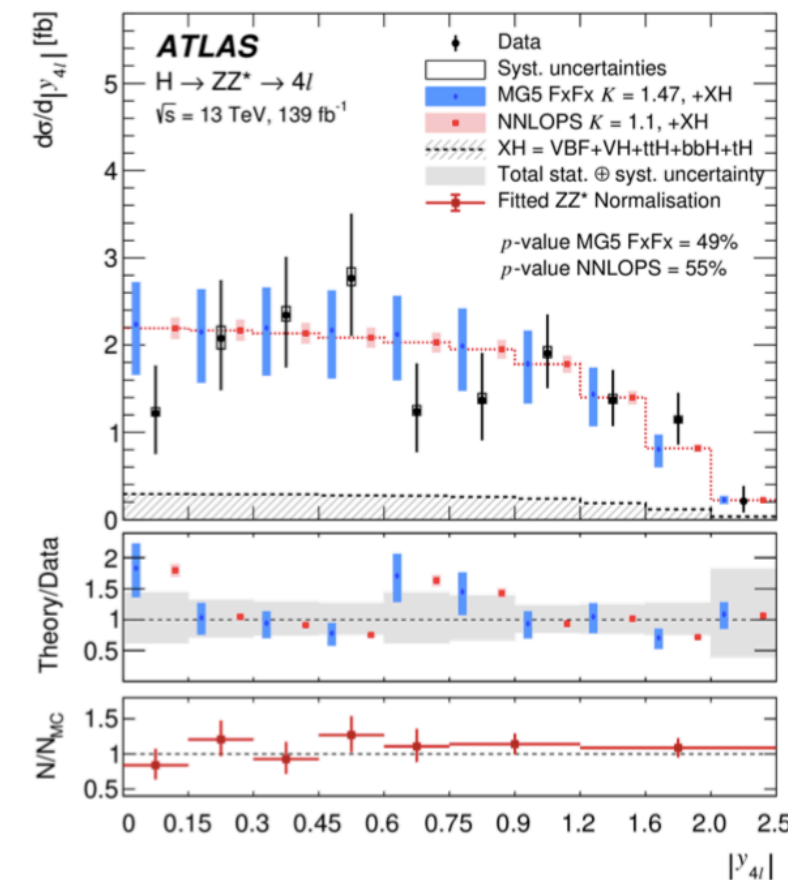 dσ/d|y₄ₗ| [fb]
ATLAS
H → ZZ* → 4l
√s = 13 TeV, 139 fb⁻¹
Data
Syst. uncertainties
MG5 FxFx K = 1.47, +XH
NNLOPS K = 1.1, +XH
XH = VBF+VH+ttH+bbH+tH
Total stat. ⊕ syst. uncertainty
Fitted ZZ* Normalisation
p-value MG5 FxFx = 49%
p-value NNLOPS = 55%
5
4
3
2
1
0
Theory/Data
2
1.5
1
0.5
N/N_MC
1.5
1
0.5
0 0.15 0.3 0.45 0.6 0.75 0.9 1.2 1.6 2.0 2.5
|y₄ₗ|